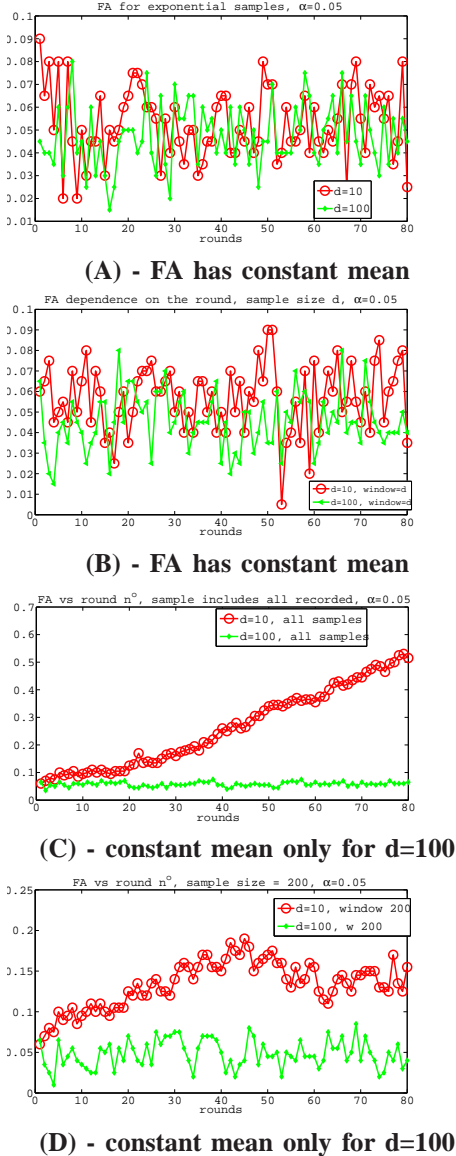 FA for exponential samples, α=0.05
0.1
0.09
0.08
0.07
0.06
0.05
0.04
0.03
0.02
0.01
0 10 20 30 40 50 60 70 80
rounds
d=10
d=100
(A) - FA has constant mean
FA dependence on the round, sample size d, α=0.05
0.1
0.09
0.08
0.07
0.06
0.05
0.04
0.03
0.02
0.01
0
0 10 20 30 40 50 60 70 80
rounds
d=10, window=d
d=100, window=d
(B) - FA has constant mean
FA vs round n°, sample includes all recorded, α=0.05
0.7
0.6
0.5
0.4
0.3
0.2
0.1
0
0 10 20 30 40 50 60 70 80
rounds
d=10, all samples
d=100, all samples
(C) - constant mean only for d=100
FA vs round n°, sample size = 200, α=0.05
0.25
0.2
0.15
0.1
0.05
0
0 10 20 30 40 50 60 70 80
rounds
d=10, window 200
d=100, w 200
(D) - constant mean only for d=100